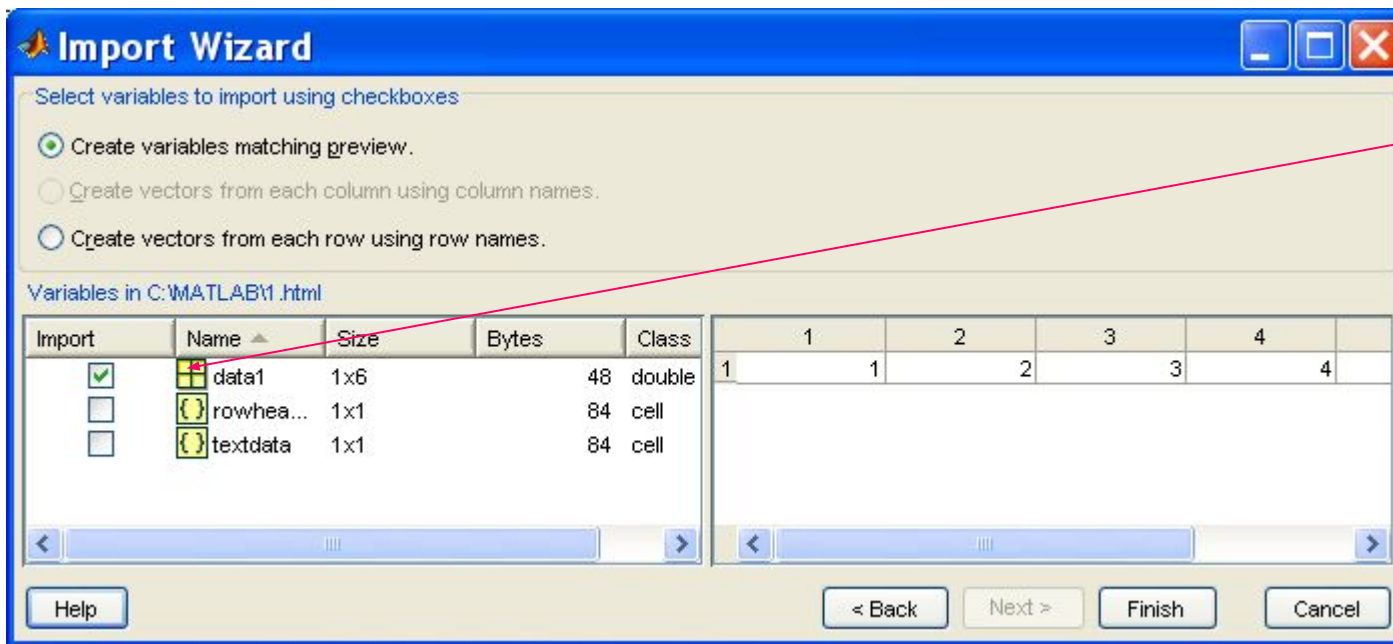 Import Wizard
Select variables to import using checkboxes
Create variables matching preview.
Create vectors from each column using column names.
Create vectors from each row using row names.
Variables in C:\MATLAB\1.html
Import Name Size Bytes Class
data1 1x6 48 double
rowhea... 1x1 84 cell
textdata 1x1 84 cell
1 2 3 4
1 1 2 3 4
Help < Back Next > Finish Cancel